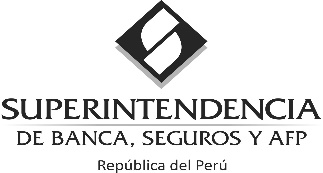 SUPERINTENDENCIA
DE BANCA, SEGUROS Y AFP
República del Perú